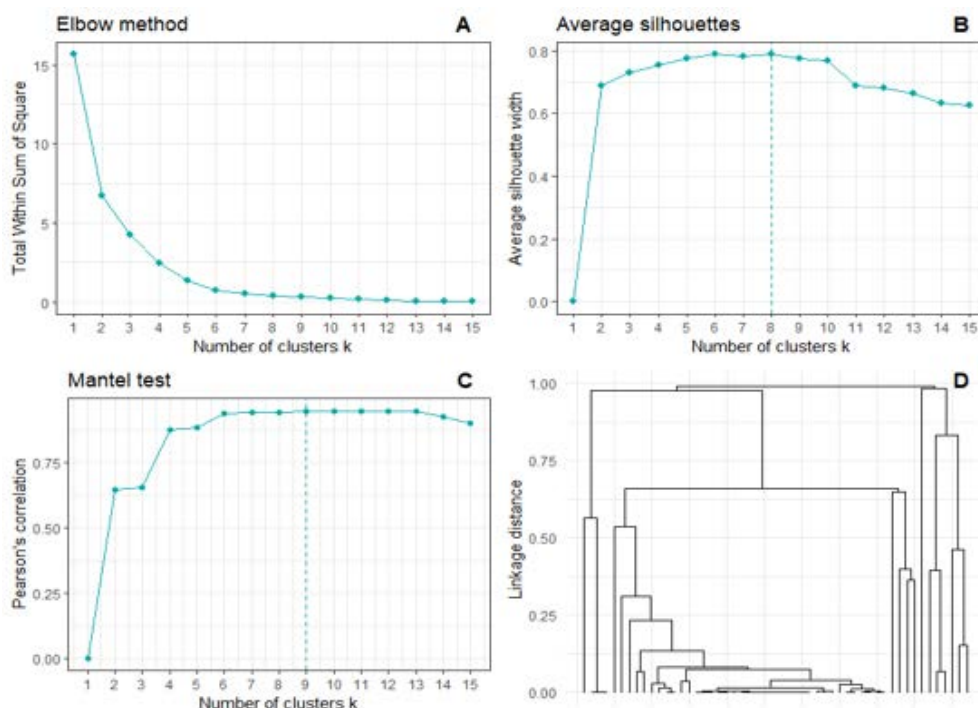 Elbow method A
Total Within Sum of Square
15
10
5
0
1 2 3 4 5 6 7 8 9 10 11 12 13 14 15
Number of clusters k
Average silhouettes B
Average silhouette width
0.8
0.6
0.4
0.2
0.0
1 2 3 4 5 6 7 8 9 10 11 12 13 14 15
Number of clusters k
Mantel test C
Pearson's correlation
0.75
0.50
0.25
0.00
1 2 3 4 5 6 7 8 9 10 11 12 13 14 15
Number of clusters k
D
Linkage distance
1.00
0.75
0.50
0.25
0.00